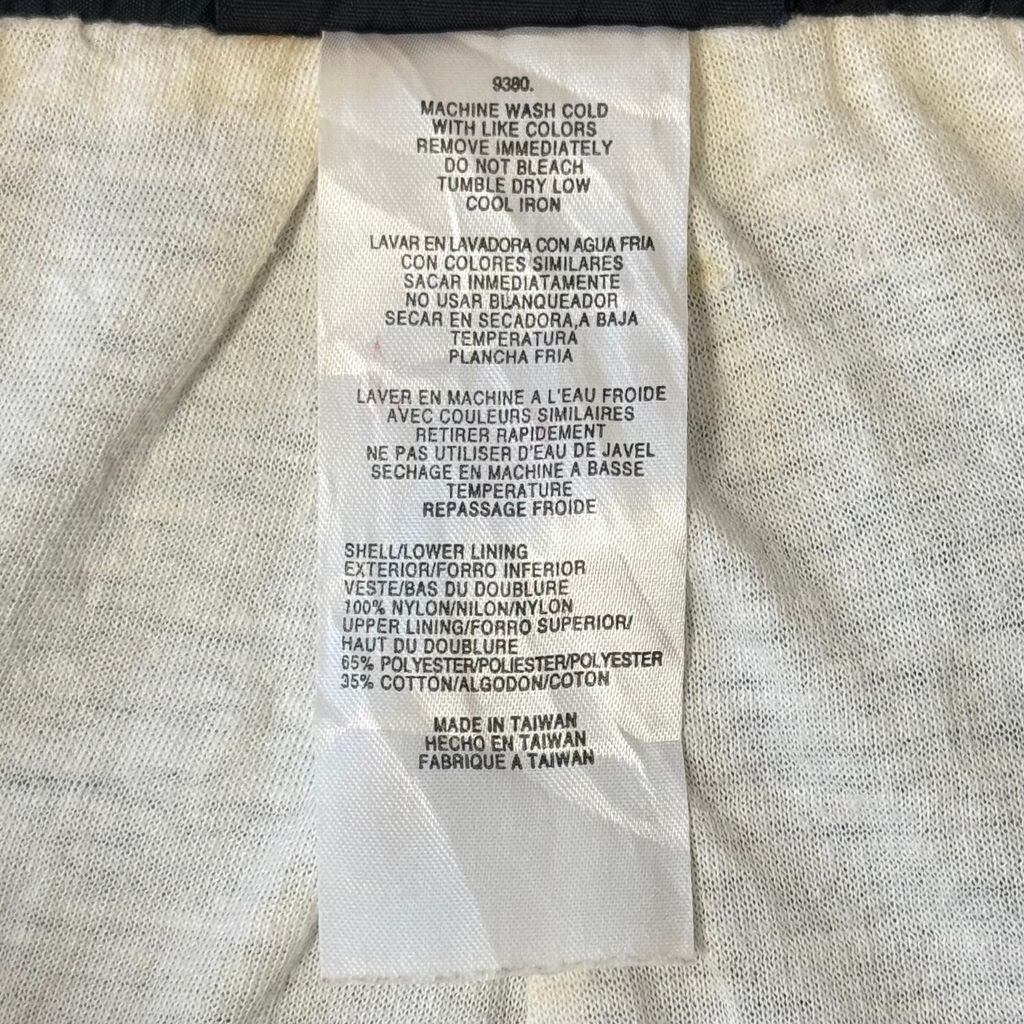 9380.
MACHINE WASH COLD
WITH LIKE COLORS
REMOVE IMMEDIATELY
DO NOT BLEACH
TUMBLE DRY LOW
COOL IRON
LAVAR EN LAVADORA CON AGUA FRIA
CON COLORES SIMILARES
SACAR INMEDIATAMENTE
NO USAR BLANQUEADOR
SECAR EN SECADORA,A BAJA
TEMPERATURA
PLANCHA FRIA
LAVER EN MACHINE A L'EAU FROIDE
AVEC COULEURS SIMILAIRES
RETIRER RAPIDEMENT
NE PAS UTILISER D'EAU DE JAVEL
SECHAGE EN MACHINE A BASSE
TEMPERATURE
REPASSAGE FROIDE
SHELL/LOWER LINING
EXTERIOR/FORRO INFERIOR
VESTE/BAS DU DOUBLURE
100% NYLON/NILON/NYLON
UPPER LINING/FORRO SUPERIOR/
HAUT DU DOUBLURE
65% POLYESTER/POLIESTER/POLYESTER
35% COTTON/ALGODON/COTON
MADE IN TAIWAN
HECHO EN TAIWAN
FABRIQUE A TAIWAN